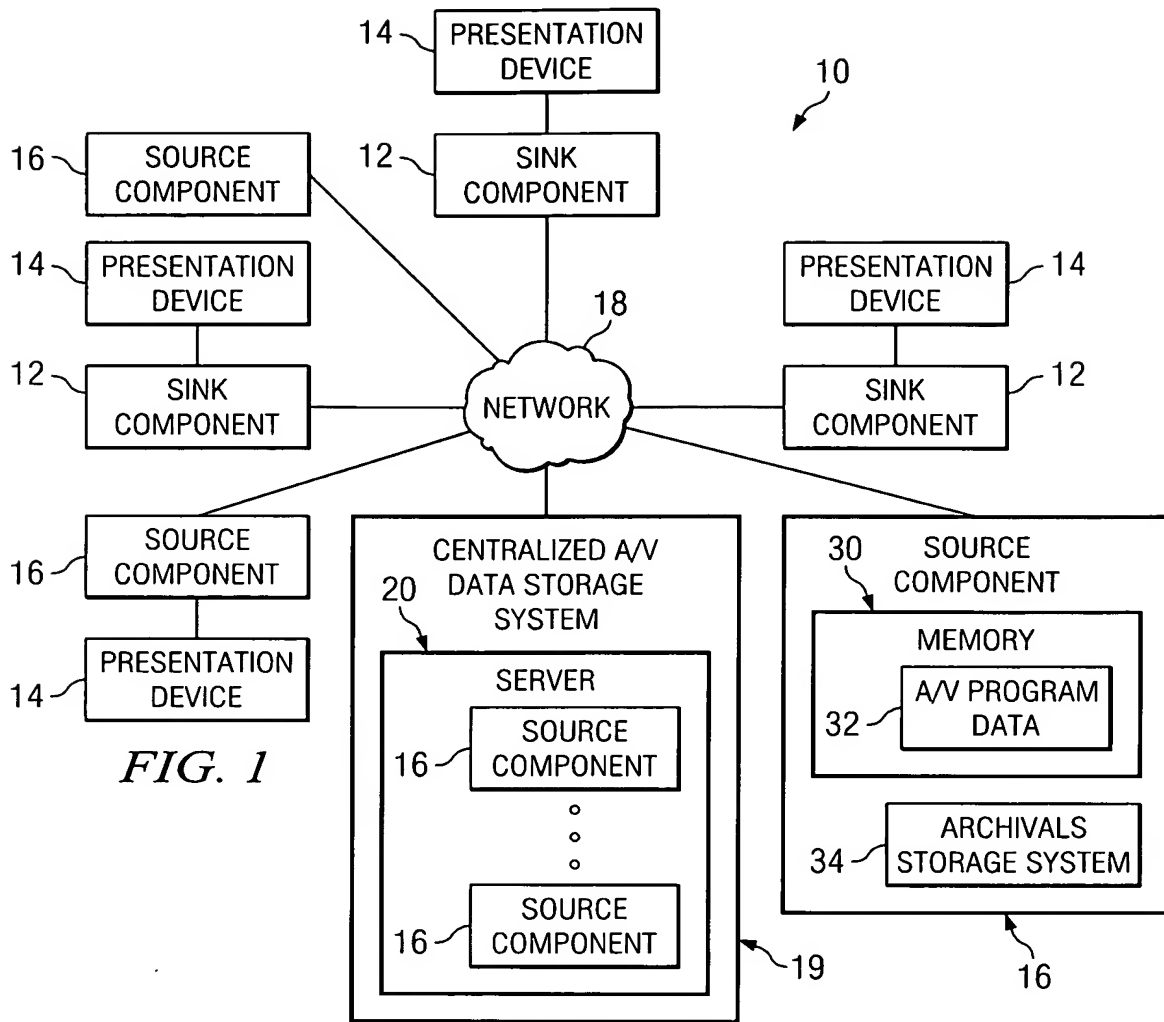 14
PRESENTATION
DEVICE
10
16
SOURCE
COMPONENT
12
SINK
COMPONENT
14
PRESENTATION
DEVICE
PRESENTATION
DEVICE
14
18
12
SINK
COMPONENT
NETWORK
SINK
COMPONENT
12
16
SOURCE
COMPONENT
14
PRESENTATION
DEVICE
FIG. 1
CENTRALIZED A/V
DATA STORAGE
SYSTEM
20
SERVER
16
SOURCE
COMPONENT
16
SOURCE
COMPONENT
19
SOURCE
COMPONENT
30
MEMORY
32
A/V PROGRAM
DATA
34
ARCHIVALS
STORAGE SYSTEM
16